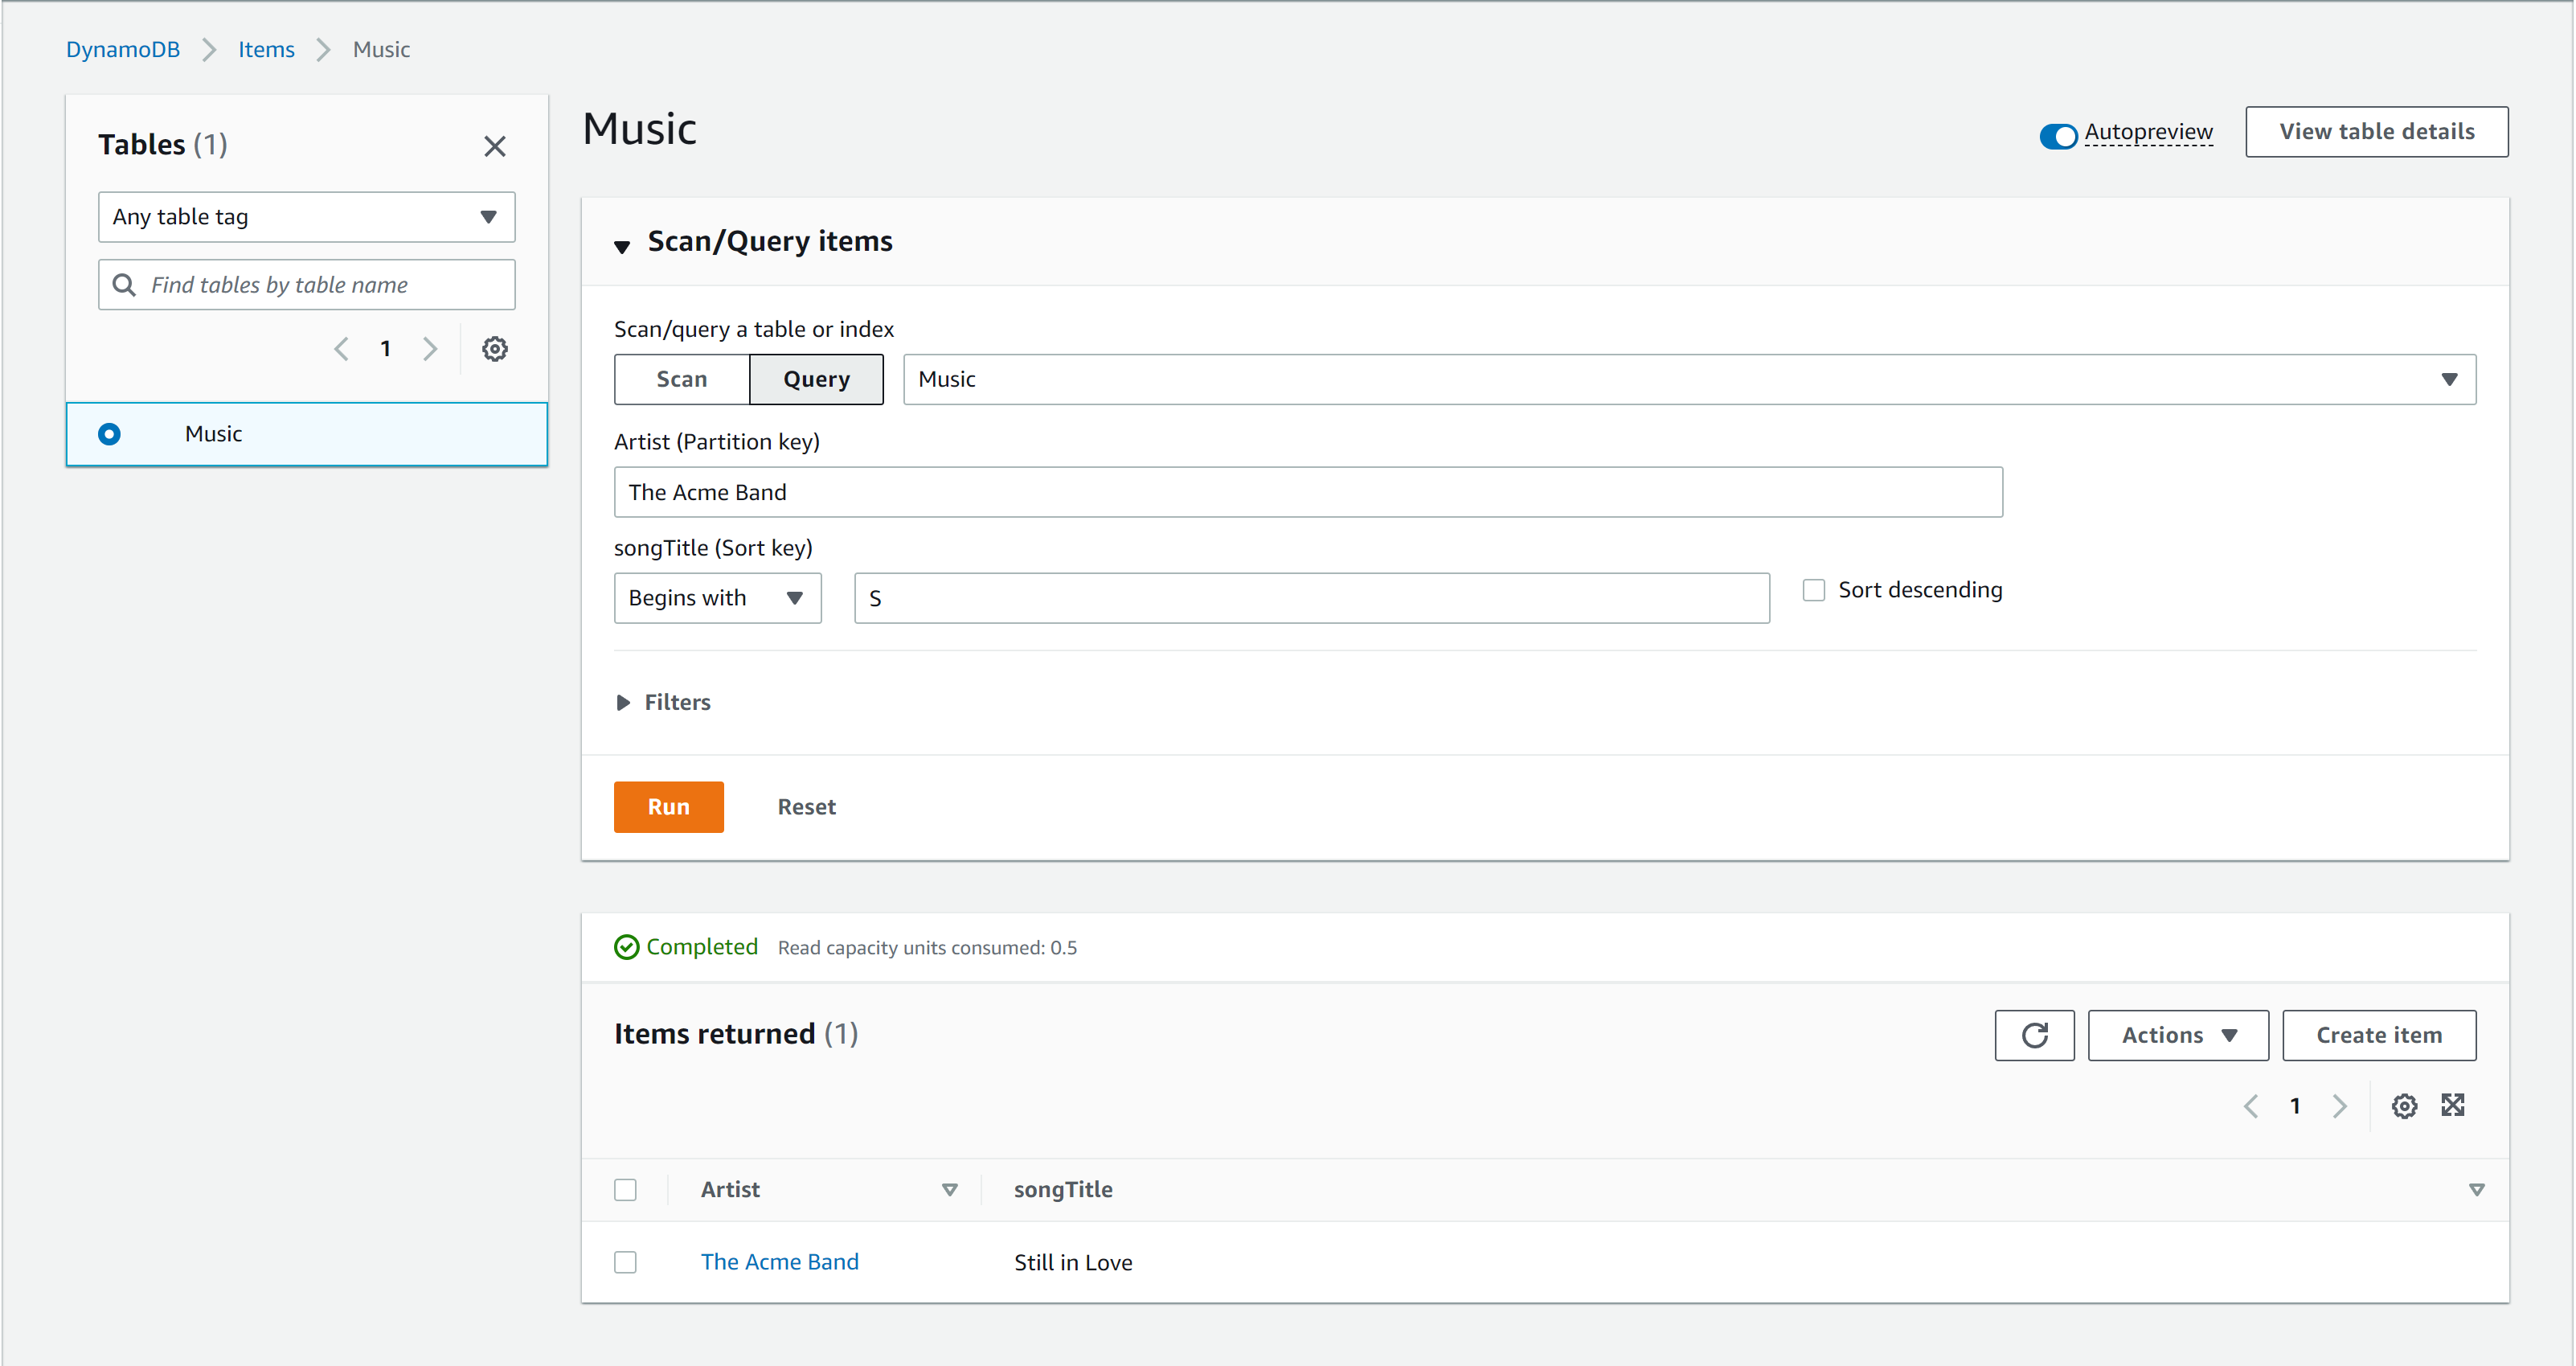 DynamoDB Items Music
Tables (1)
Any table tag
Find tables by table name
1
Music
Music
Autopreview
View table details
Scan/Query items
Scan/query a table or index
Scan Query Music
Artist (Partition key)
The Acme Band
songTitle (Sort key)
Begins with S Sort descending
Filters
Run Reset
Completed Read capacity units consumed: 0.5
Items returned (1)
Actions Create item
1
Artist songTitle
The Acme Band Still in Love